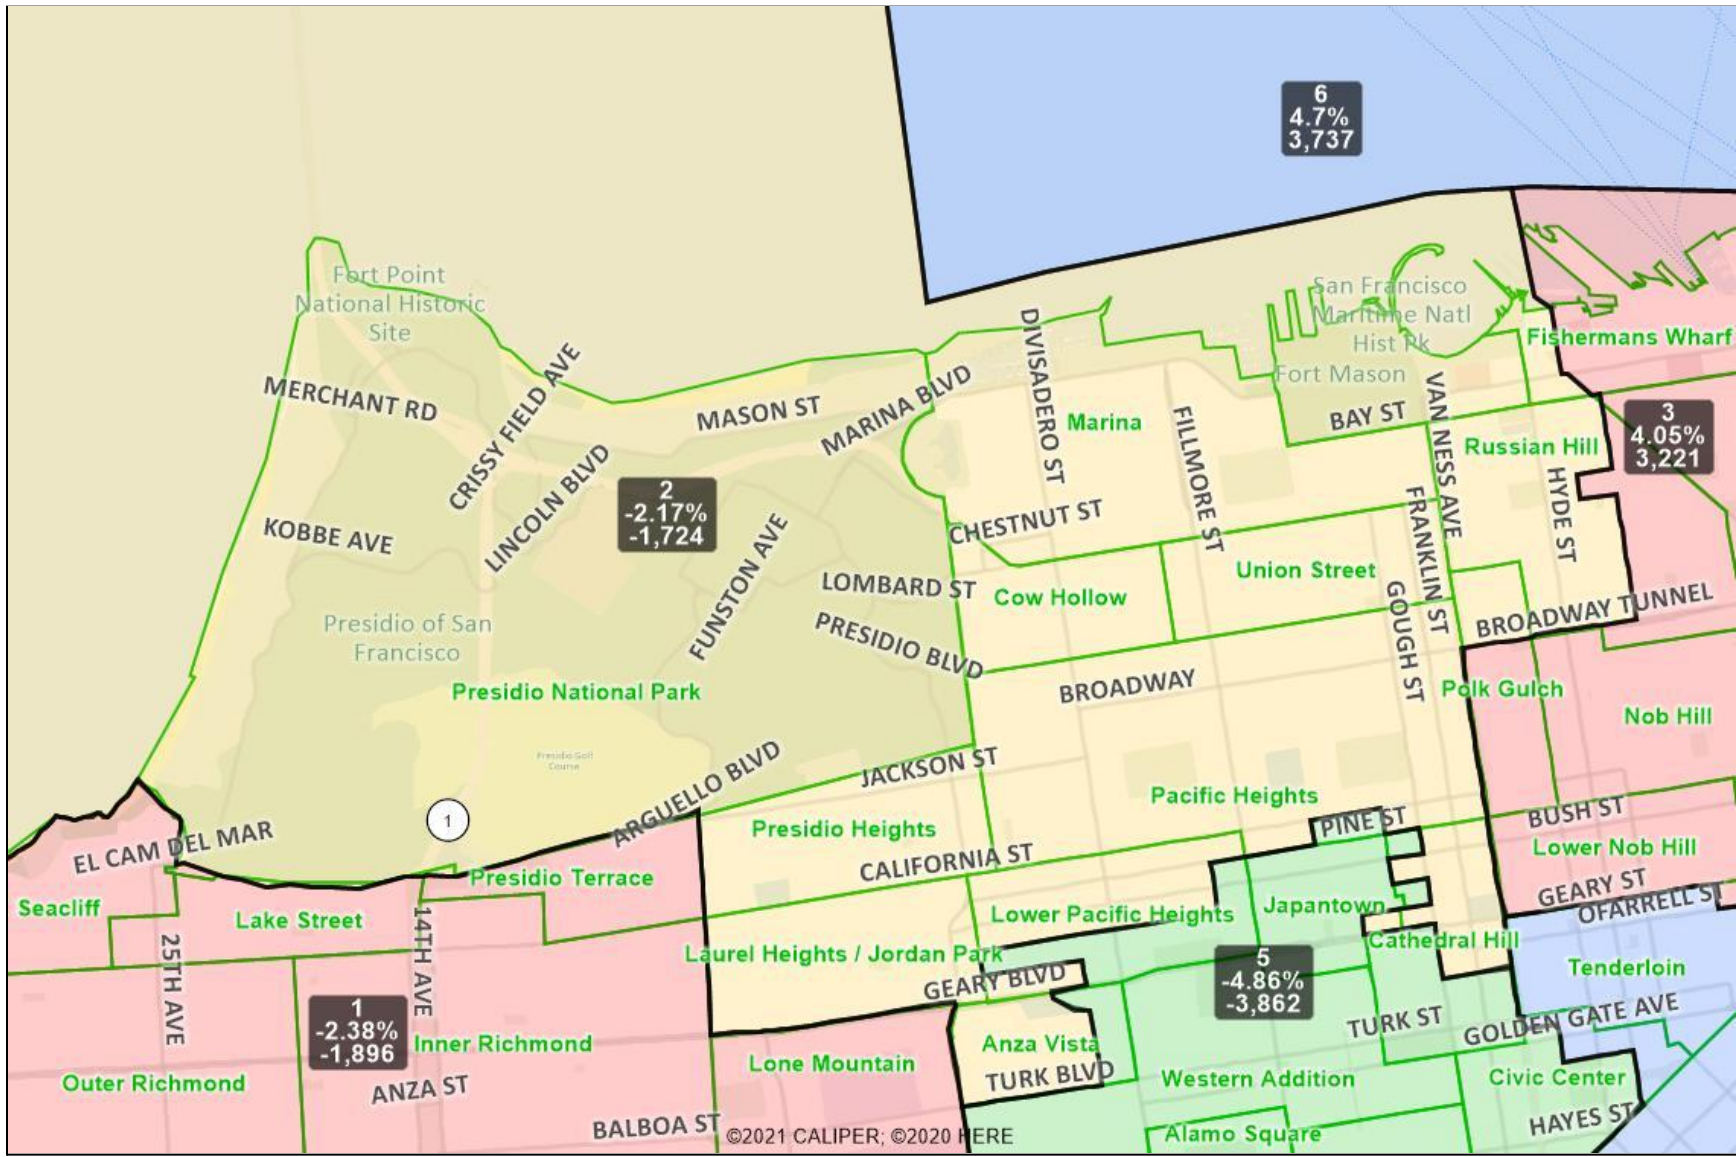 6
4.7%
3,737
Fort Point
National Historic
Site
San Francisco
Maritime Natl
Hist Pk
Fishermans Wharf
Fort Mason
DIVISADERO ST
MERCHANT RD
CRISSY FIELD AVE
MASON ST
MARINA BLVD
Marina
FILLMORE ST
BAY ST
VAN NESS AVE
3
4.05%
3,221
Russian Hill
HYDE ST
LINCOLN BLVD
2
-2.17%
-1,724
KOBBE AVE
FUNSTON AVE
CHESTNUT ST
FRANKLIN ST
Union Street
LOMBARD ST
Cow Hollow
GOUGH ST
BROADWAY TUNNEL
Presidio of San
Francisco
PRESIDIO BLVD
Presidio National Park
BROADWAY
Polk Gulch
Nob Hill
Presidio Golf
Course
JACKSON ST
ARGUELLO BLVD
Pacific Heights
1
Presidio Heights
PINE ST
BUSH ST
EL CAM DEL MAR
CALIFORNIA ST
Lower Nob Hill
Presidio Terrace
GEARY ST
OFARRELL ST
Seacliff
Lake Street
Lower Pacific Heights
Japantown
25TH AVE
14TH AVE
Laurel Heights / Jordan Park
Cathedral Hill
GEARY BLVD
5
-4.86%
-3,862
Tenderloin
1
-2.38%
-1,896
Inner Richmond
Anza Vista
TURK ST
GOLDEN GATE AVE
Lone Mountain
Outer Richmond
ANZA ST
TURK BLVD
Western Addition
Civic Center
BALBOA ST
©2021 CALIPER; ©2020 HERE
Alamo Square
HAYES ST